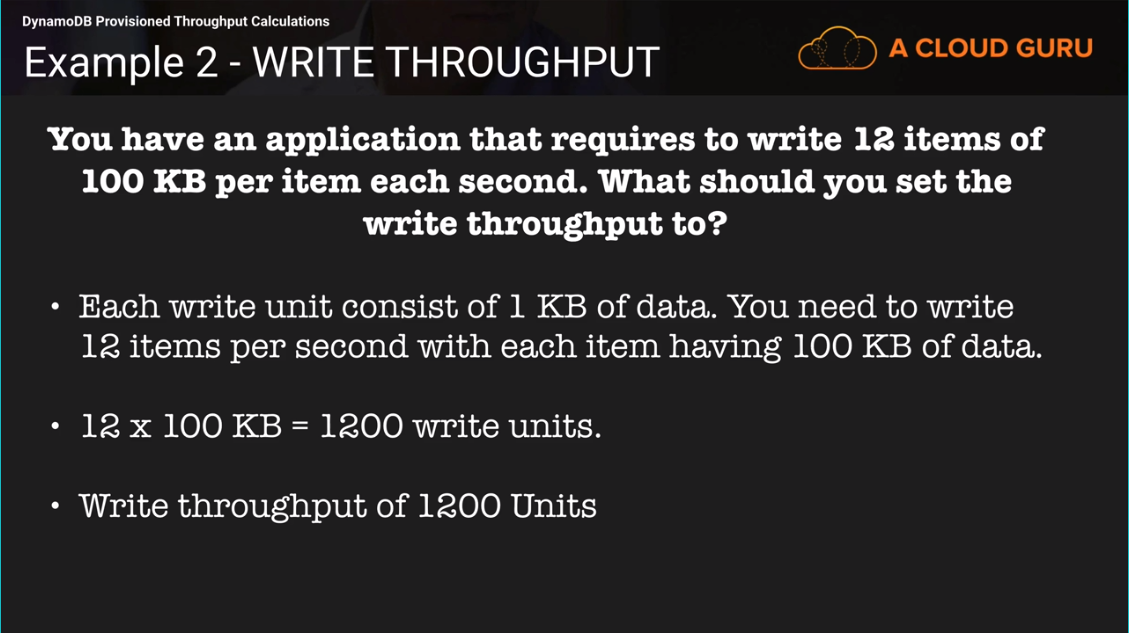 DynamoDB Provisioned Throughput Calculations
Example 2 - WRITE THROUGHPUT
A CLOUD GURU
You have an application that requires to write 12 items of
100 KB per item each second. What should you set the
write throughput to?
• Each write unit consist of 1 KB of data. You need to write
12 items per second with each item having 100 KB of data.
• 12 x 100 KB = 1200 write units.
• Write throughput of 1200 Units